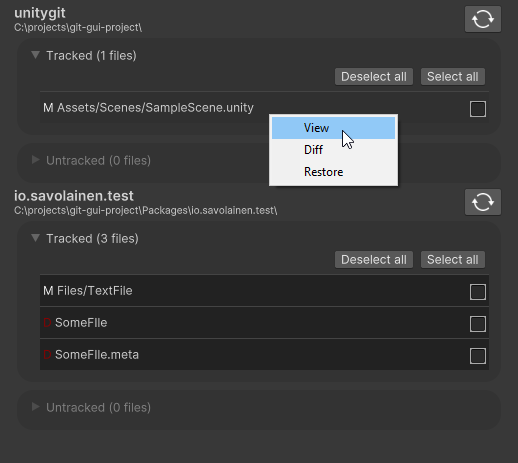 unitygit
C:\projects\git-gui-project\
Tracked (1 files)
Deselect all Select all
M Assets/Scenes/SampleScene.unity
View
Diff
Restore
Untracked (0 files)
io.savolainen.test
C:\projects\git-gui-project\Packages\io.savolainen.test\
Tracked (3 files)
Deselect all Select all
M Files/TextFile
D SomeFIle
D SomeFIle.meta
Untracked (0 files)